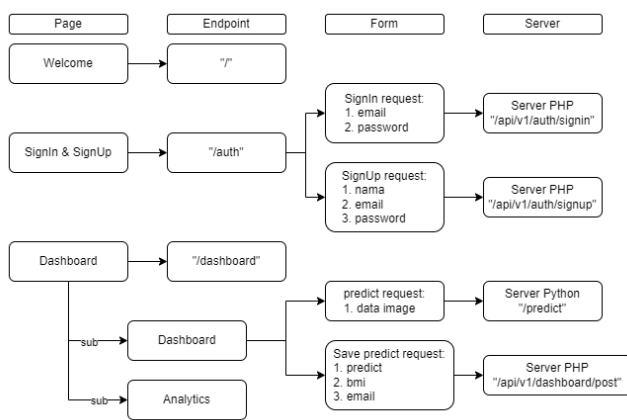 Page
Endpoint
Form
Server
Welcome
"/"
SignIn & SignUp
"/auth"
SignIn request:
1. email
2. password
Server PHP
"/api/v1/auth/signin"
SignUp request:
1. nama
2. email
3. password
Server PHP
"/api/v1/auth/signup"
Dashboard
"/dashboard"
sub
Dashboard
predict request:
1. data image
Server Python
"/predict"
Save predict request:
1. predict
2. bmi
3. email
Server PHP
"/api/v1/dashboard/post"
sub
Analytics